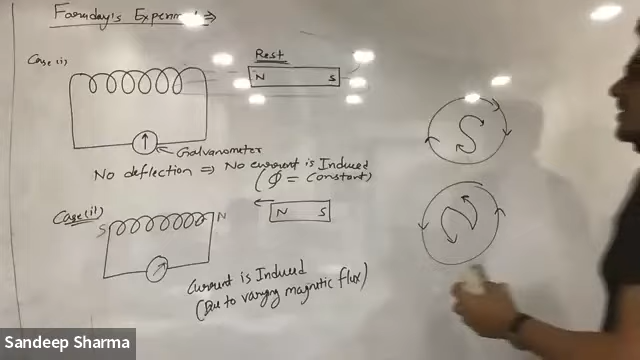 Faraday's Experiment ⇒
Case(i)
Rest
N S
Galvanometer
No deflection ⇒ No current is Induced
(ϕ = constant)
Case(ii)
S N
N S
Current is Induced
(Due to varying magnetic flux)
S
N
Sandeep Sharma